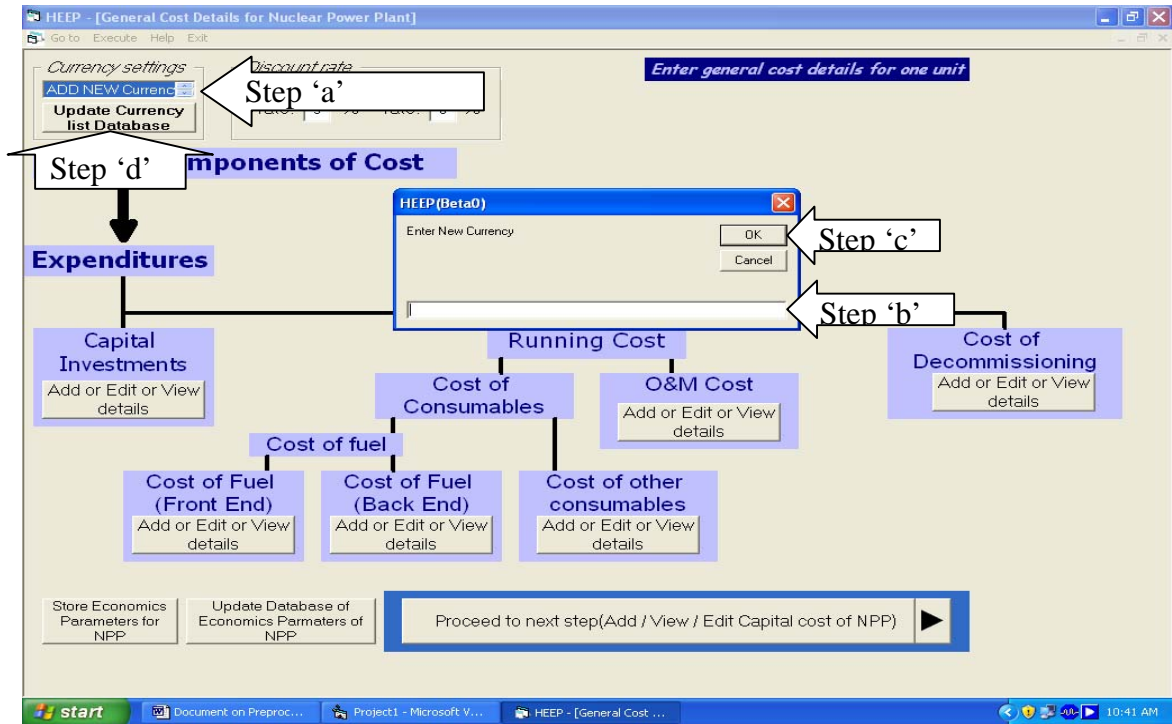 HEEP - [General Cost Details for Nuclear Power Plant]
Go to Execute Help Exit
Currency settings
Discount rate
Enter general cost details for one unit
ADD NEW Currenc
Step ‘a’
Update Currency
list Database
%
%
Step ‘d’
mponents of Cost
HEEP(Beta0)
Enter New Currency
OK
Step ‘c’
Cancel
Expenditures
Step ‘b’
Capital
Investments
Add or Edit or View
details
Running Cost
Cost of
Decommissioning
Add or Edit or View
details
Cost of
Consumables
O&M Cost
Add or Edit or View
details
Cost of fuel
Cost of Fuel
(Front End)
Add or Edit or View
details
Cost of Fuel
(Back End)
Add or Edit or View
details
Cost of other
consumables
Add or Edit or View
details
Store Economics
Parameters for
NPP
Update Database of
Economics Parmaters of
NPP
Proceed to next step(Add / View / Edit Capital cost of NPP)
start
Document on Preproc...
Project1 - Microsoft V...
HEEP - [General Cost ...
10:41 AM